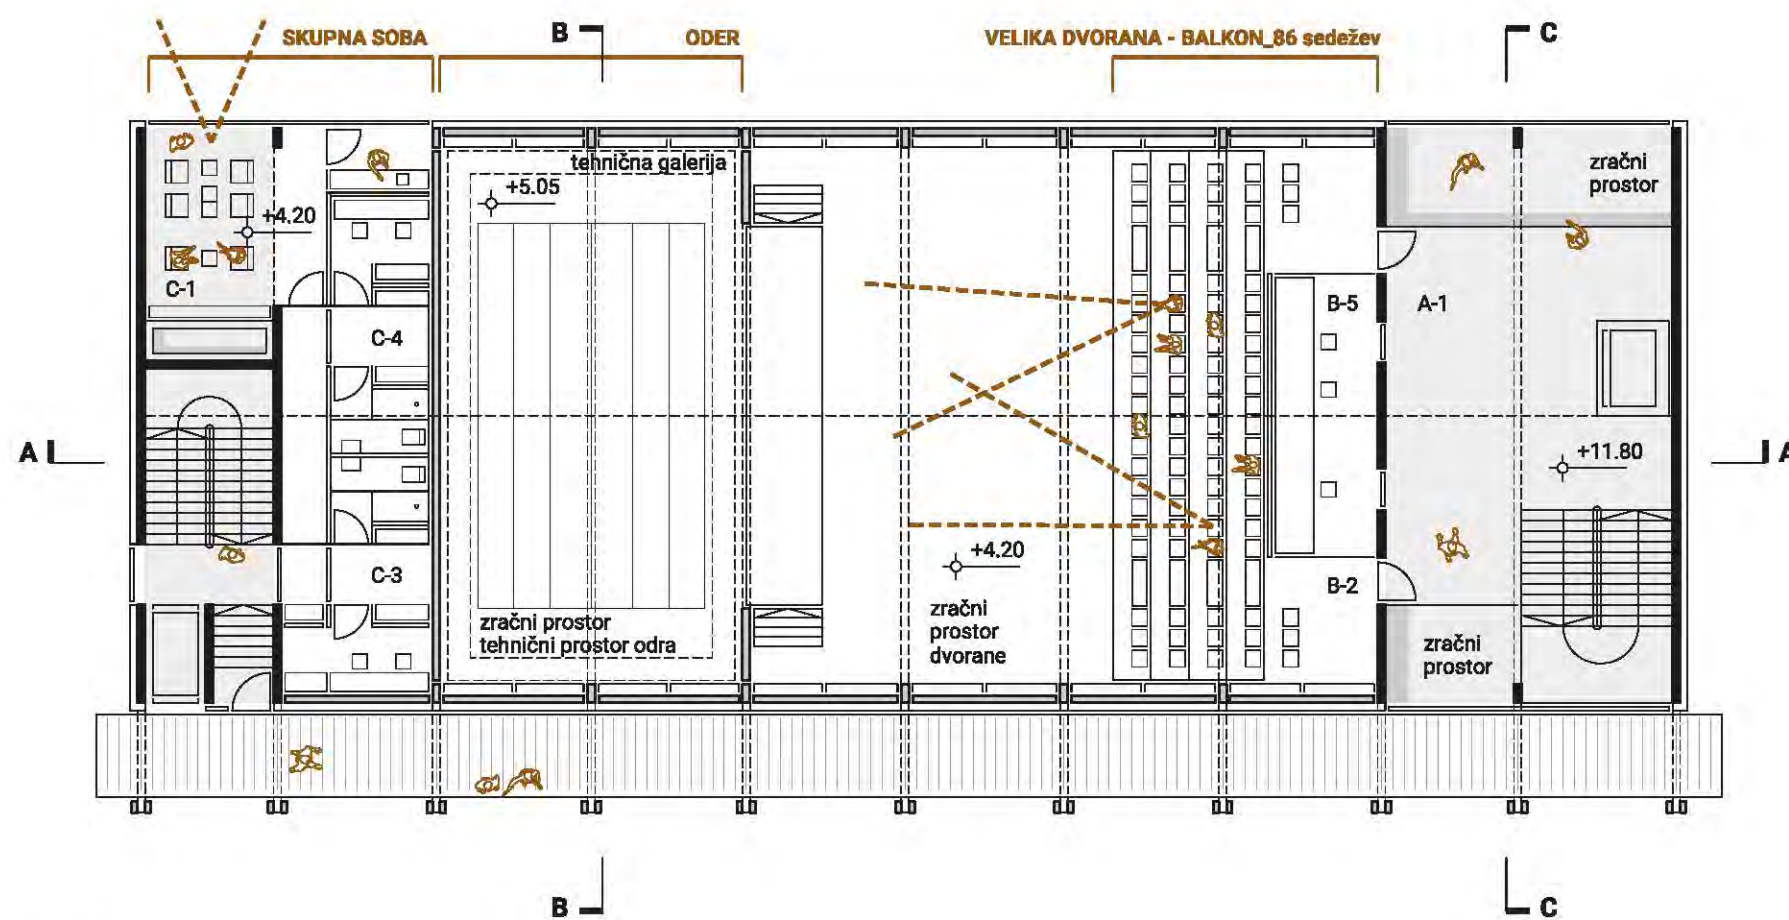 SKUPNA SOBA
B
ODER
VELIKA DVORANA - BALKON_86 sedežev
C
tehnična galerija
+5.05
zračni
prostor
+4.20
C-1
C-4
B-5
A-1
A
A
+11.80
+4.20
C-3
B-2
zračni prostor
tehnični prostor odra
zračni
prostor
dvorane
zračni
prostor
B
C